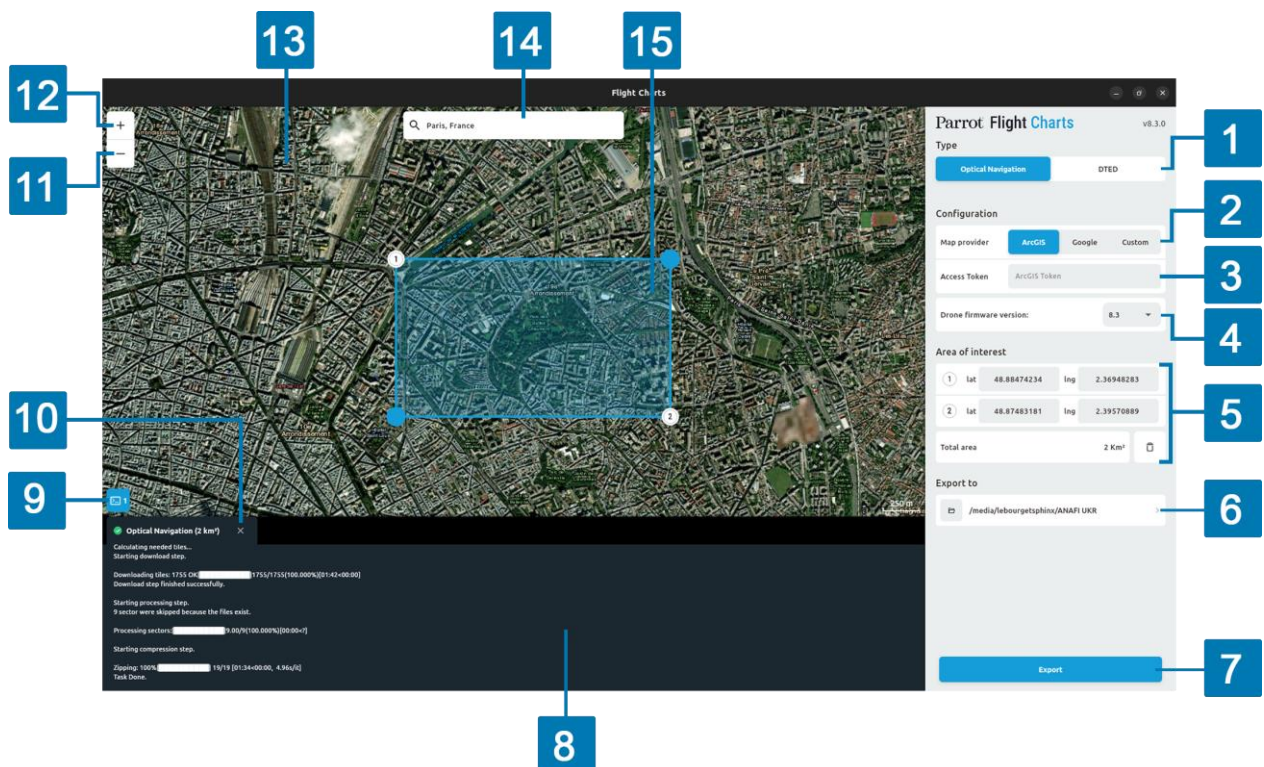 13
14
15
12
11
Flight Charts
+
−
Paris, France
Parrot Flight Charts
v8.3.0
Type
Optical Navigation
DTED
1
Configuration
Map provider
ArcGIS
Google
Custom
2
Access Token
ArcGIS Token
3
Drone firmware version:
8.3
4
Area of interest
1 lat 48.88474234 lng 2.36948283
2 lat 48.87483181 lng 2.39570889
Total area
2 Km²
5
Export to
/media/lebourgetsphinx/ANAFI UKR
6
Export
7
1
2
250 m
10
9
1
Optical Navigation (2 km²)
Calculating needed tiles...
Starting download step.
Downloading tiles: 1755 OK[ ]1755/1755(100.000%)[01:42<00:00]
Download step finished successfully.
Starting processing step.
9 sector were skipped because the files exist.
Processing sectors:[ ]9.00/9(100.000%)[00:00<?]
Starting compression step.
Zipping: 100%[ ] 19/19 [01:34<00:00, 4.96s/it]
Task Done.
8